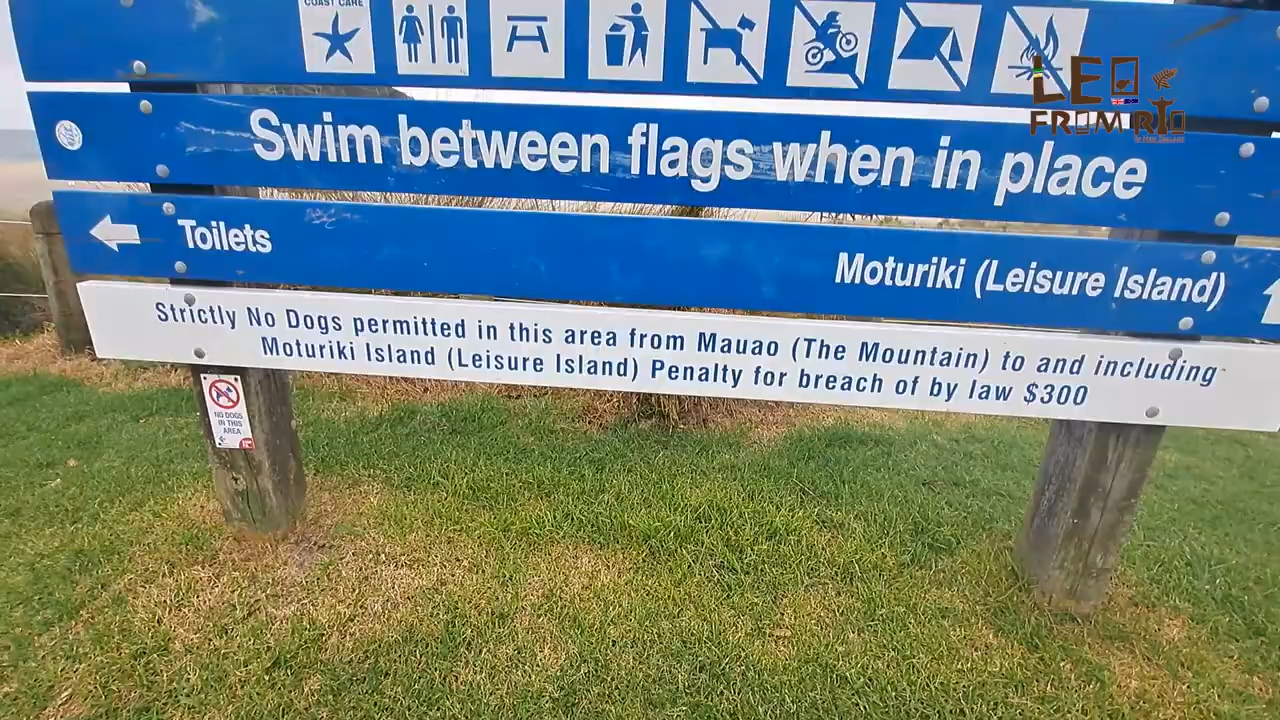 COAST CARE
LEO
FROM RIO
Swim between flags when in place
Toilets
Moturiki (Leisure Island)
Strictly No Dogs permitted in this area from Mauao (The Mountain) to and including
Moturiki Island (Leisure Island) Penalty for breach of by law $300
NO DOGS
IN THIS
AREA